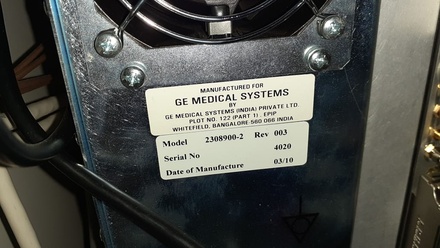 MANUFACTURED FOR
GE MEDICAL SYSTEMS
BY
GE MEDICAL SYSTEMS (INDIA) PRIVATE LTD.
PLOT NO. 122 (PART 1) . EPIP
WHITEFIELD, BANGALORE-560 066 INDIA
Model 2308900-2 Rev 003
Serial No 4020
Date of Manufacture 03/10